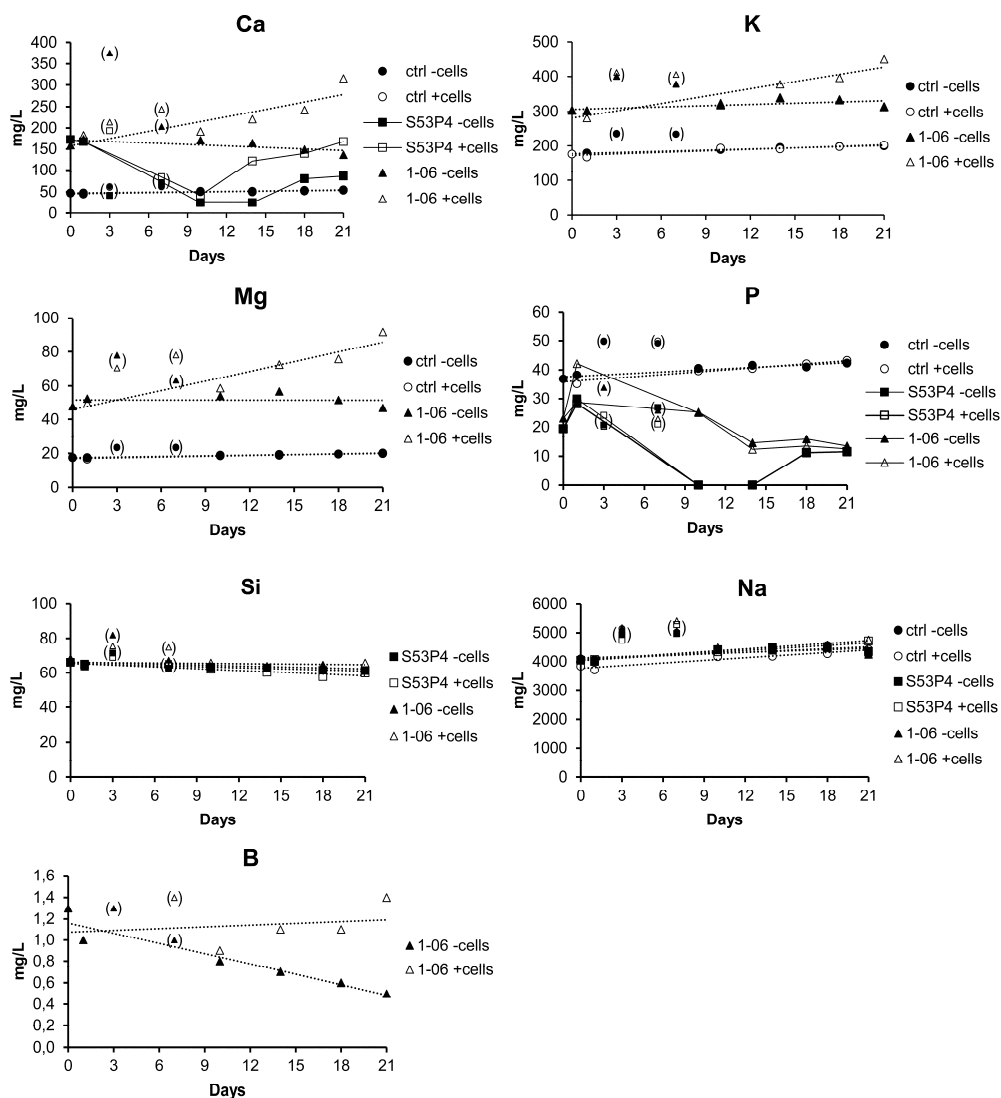 Ca
400
350
300
250
200
150
100
50
0
mg/L
0 3 6 9 12 15 18 21
Days
ctrl -cells
ctrl +cells
S53P4 -cells
S53P4 +cells
1-06 -cells
1-06 +cells
K
500
400
300
200
100
0
mg/L
0 3 6 9 12 15 18 21
Days
ctrl -cells
ctrl +cells
1-06 -cells
1-06 +cells
Mg
100
80
60
40
20
0
mg/L
0 3 6 9 12 15 18 21
Days
ctrl -cells
ctrl +cells
1-06 -cells
1-06 +cells
P
60
50
40
30
20
10
0
mg/L
0 3 6 9 12 15 18 21
Days
ctrl -cells
ctrl +cells
S53P4 -cells
S53P4 +cells
1-06 -cells
1-06 +cells
Si
100
80
60
40
20
0
mg/L
0 3 6 9 12 15 18 21
Days
S53P4 -cells
S53P4 +cells
1-06 -cells
1-06 +cells
Na
6000
5000
4000
3000
2000
1000
0
mg/L
0 3 6 9 12 15 18 21
Days
ctrl -cells
ctrl +cells
S53P4 -cells
S53P4 +cells
1-06 -cells
1-06 +cells
B
1,6
1,4
1,2
1,0
0,8
0,6
0,4
0,2
0,0
mg/L
0 3 6 9 12 15 18 21
Days
1-06 -cells
1-06 +cells